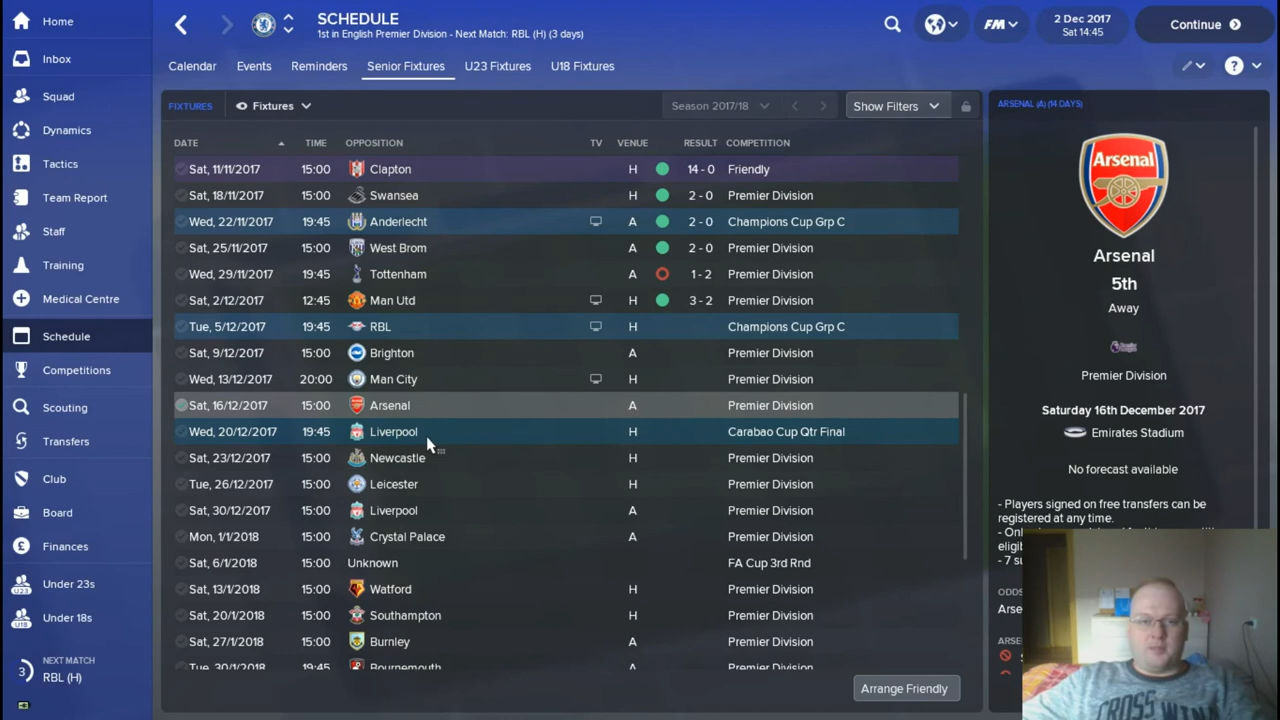 Home
SCHEDULE
1st in English Premier Division - Next Match: RBL (H) (3 days)
FM
2 Dec 2017
Sat 14:45
Continue
Inbox
Squad
Dynamics
Tactics
Team Report
Staff
Training
Medical Centre
Schedule
Competitions
Scouting
Transfers
Club
Board
Finances
U23
Under 23s
U18
Under 18s
3
NEXT MATCH
RBL (H)
Calendar
Events
Reminders
Senior Fixtures
U23 Fixtures
U18 Fixtures
?
FIXTURES
Fixtures
Season 2017/18
Show Filters
DATE TIME OPPOSITION TV VENUE RESULT COMPETITION
Sat, 11/11/2017 15:00 Clapton H 14 - 0 Friendly
Sat, 18/11/2017 15:00 Swansea H 2 - 0 Premier Division
Wed, 22/11/2017 19:45 Anderlecht A 2 - 0 Champions Cup Grp C
Sat, 25/11/2017 15:00 West Brom A 2 - 0 Premier Division
Wed, 29/11/2017 19:45 Tottenham A 1 - 2 Premier Division
Sat, 2/12/2017 12:45 Man Utd H 3 - 2 Premier Division
Tue, 5/12/2017 19:45 RBL H Champions Cup Grp C
Sat, 9/12/2017 15:00 Brighton A Premier Division
Wed, 13/12/2017 20:00 Man City H Premier Division
Sat, 16/12/2017 15:00 Arsenal A Premier Division
Wed, 20/12/2017 19:45 Liverpool H Carabao Cup Qtr Final
Sat, 23/12/2017 15:00 Newcastle H Premier Division
Tue, 26/12/2017 15:00 Leicester H Premier Division
Sat, 30/12/2017 15:00 Liverpool A Premier Division
Mon, 1/1/2018 15:00 Crystal Palace A Premier Division
Sat, 6/1/2018 15:00 Unknown FA Cup 3rd Rnd
Sat, 13/1/2018 15:00 Watford H Premier Division
Sat, 20/1/2018 15:00 Southampton H Premier Division
Sat, 27/1/2018 15:00 Burnley A Premier Division
Tue, 30/1/2018 19:45 Bournemouth H Premier Division
Arrange Friendly
ARSENAL (A) (14 DAYS)
Arsenal
Arsenal
5th
Away
Premier Division
Saturday 16th December 2017
Emirates Stadium
No forecast available
- Players signed on free transfers can be
registered at any time.
CROSS WIN